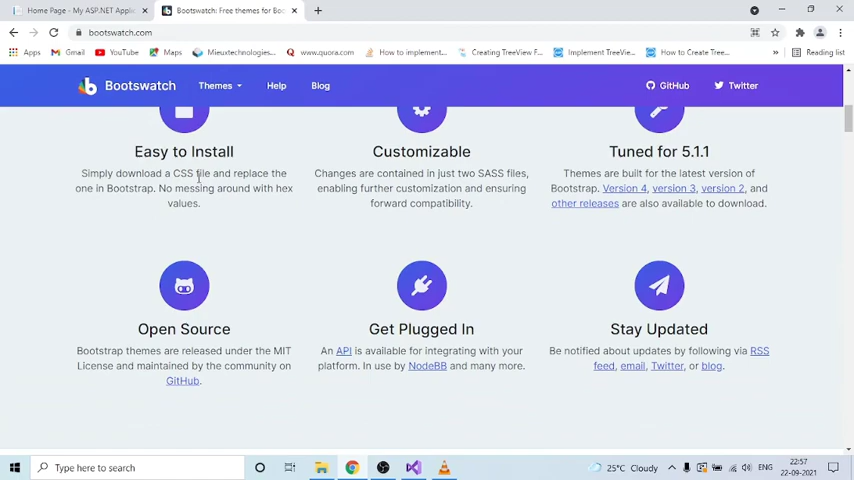 Home Page - My ASP.NET Applic
Bootswatch: Free themes for Boo
bootswatch.com
Apps Gmail YouTube Maps Mieuxtechnologies... www.quora.com How to implement... Creating TreeView F... Implement TreeVie... How to Create Tree... » Reading list
Bootswatch Themes Help Blog GitHub Twitter
Easy to Install
Simply download a CSS file and replace the
one in Bootstrap. No messing around with hex
values.
Customizable
Changes are contained in just two SASS files,
enabling further customization and ensuring
forward compatibility.
Tuned for 5.1.1
Themes are built for the latest version of
Bootstrap. Version 4, version 3, version 2, and
other releases are also available to download.
Open Source
Bootstrap themes are released under the MIT
License and maintained by the community on
GitHub.
Get Plugged In
An API is available for integrating with your
platform. In use by NodeBB and many more.
Stay Updated
Be notified about updates by following via RSS
feed, email, Twitter, or blog.
Type here to search
25°C Cloudy
ENG
22:57
22-09-2021